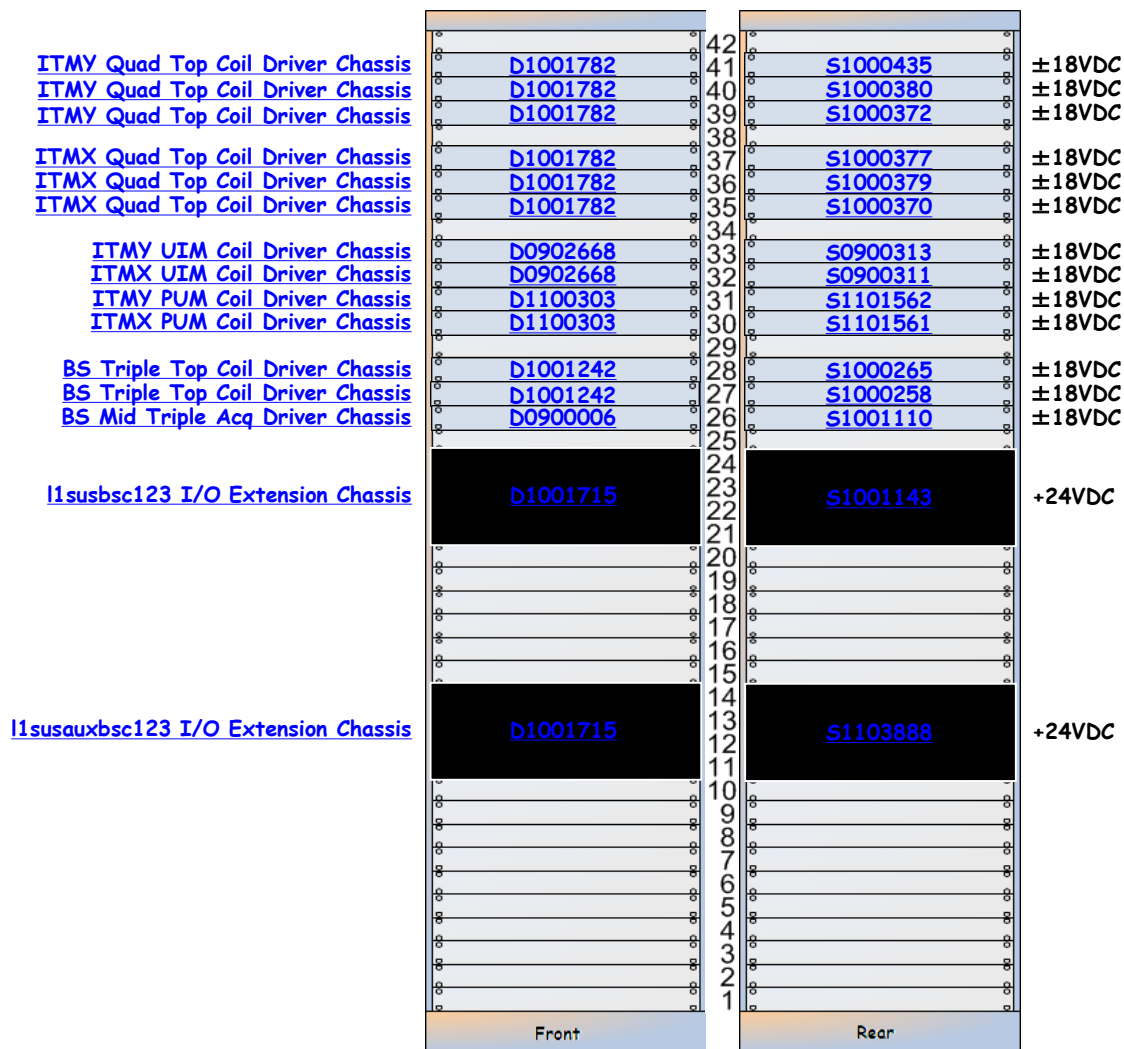 42
ITMY Quad Top Coil Driver Chassis D1001782 41 S1000435 ±18VDC
ITMY Quad Top Coil Driver Chassis D1001782 40 S1000380 ±18VDC
ITMY Quad Top Coil Driver Chassis D1001782 39 S1000372 ±18VDC
38
ITMX Quad Top Coil Driver Chassis D1001782 37 S1000377 ±18VDC
ITMX Quad Top Coil Driver Chassis D1001782 36 S1000379 ±18VDC
ITMX Quad Top Coil Driver Chassis D1001782 35 S1000370 ±18VDC
34
ITMY UIM Coil Driver Chassis D0902668 33 S0900313 ±18VDC
ITMX UIM Coil Driver Chassis D0902668 32 S0900311 ±18VDC
ITMY PUM Coil Driver Chassis D1100303 31 S1101562 ±18VDC
ITMX PUM Coil Driver Chassis D1100303 30 S1101561 ±18VDC
29
BS Triple Top Coil Driver Chassis D1001242 28 S1000265 ±18VDC
BS Triple Top Coil Driver Chassis D1001242 27 S1000258 ±18VDC
BS Mid Triple Acq Driver Chassis D0900006 26 S1001110 ±18VDC
25
24
l1susbsc123 I/O Extension Chassis D1001715 23 S1001143 +24VDC
22
21
20
19
18
17
16
15
14
l1susauxbsc123 I/O Extension Chassis D1001715 13 S1103888 +24VDC
12
11
10
9
8
7
6
5
4
3
2
1
Front Rear